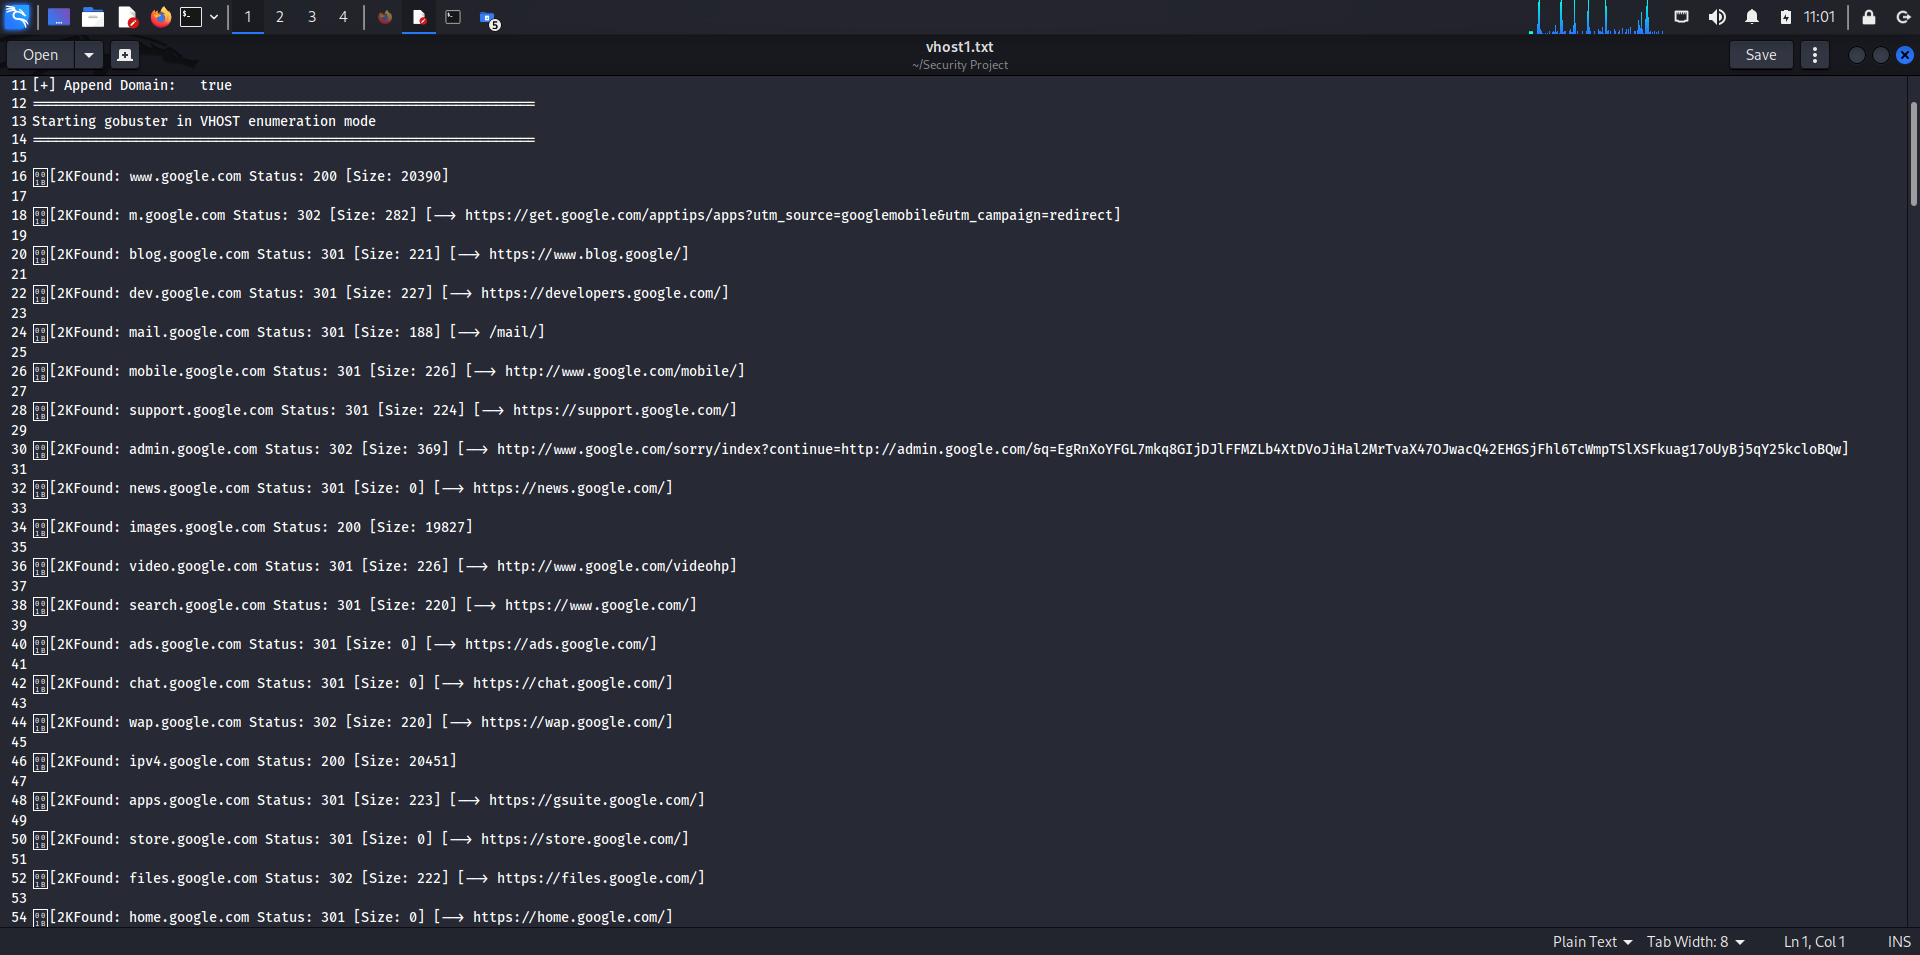 1 2 3 4 5 11:01
Open vhost1.txt Save
~/Security Project
11 [+] Append Domain: true
12 ===============================================================
13 Starting gobuster in VHOST enumeration mode
14 ===============================================================
15
16 [2KFound: www.google.com Status: 200 [Size: 20390]
17
18 [2KFound: m.google.com Status: 302 [Size: 282] [--> https://get.google.com/apptips/apps?utm_source=googlemobile&utm_campaign=redirect]
19
20 [2KFound: blog.google.com Status: 301 [Size: 221] [--> https://www.blog.google/]
21
22 [2KFound: dev.google.com Status: 301 [Size: 227] [--> https://developers.google.com/]
23
24 [2KFound: mail.google.com Status: 301 [Size: 188] [--> /mail/]
25
26 [2KFound: mobile.google.com Status: 301 [Size: 226] [--> http://www.google.com/mobile/]
27
28 [2KFound: support.google.com Status: 301 [Size: 224] [--> https://support.google.com/]
29
30 [2KFound: admin.google.com Status: 302 [Size: 369] [--> http://www.google.com/sorry/index?continue=http://admin.google.com/&q=EgRnXoYFGL7mkq8GIjDJlFFMZLb4XtDVoJiHal2MrTvaX47OJwacQ42EHGSjFhl6TcWmpTSlXSFkuag17oUyBj5qY25kcloBQw]
31
32 [2KFound: news.google.com Status: 301 [Size: 0] [--> https://news.google.com/]
33
34 [2KFound: images.google.com Status: 200 [Size: 19827]
35
36 [2KFound: video.google.com Status: 301 [Size: 226] [--> http://www.google.com/videohp]
37
38 [2KFound: search.google.com Status: 301 [Size: 220] [--> https://www.google.com/]
39
40 [2KFound: ads.google.com Status: 301 [Size: 0] [--> https://ads.google.com/]
41
42 [2KFound: chat.google.com Status: 301 [Size: 0] [--> https://chat.google.com/]
43
44 [2KFound: wap.google.com Status: 302 [Size: 220] [--> https://wap.google.com/]
45
46 [2KFound: ipv4.google.com Status: 200 [Size: 20451]
47
48 [2KFound: apps.google.com Status: 301 [Size: 223] [--> https://gsuite.google.com/]
49
50 [2KFound: store.google.com Status: 301 [Size: 0] [--> https://store.google.com/]
51
52 [2KFound: files.google.com Status: 302 [Size: 222] [--> https://files.google.com/]
53
54 [2KFound: home.google.com Status: 301 [Size: 0] [--> https://home.google.com/]
Plain Text Tab Width: 8 Ln 1, Col 1 INS